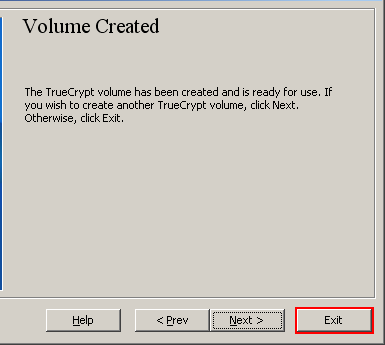 Volume Created
The TrueCrypt volume has been created and is ready for use. If
you wish to create another TrueCrypt volume, click Next.
Otherwise, click Exit.
Help
< Prev
Next >
Exit